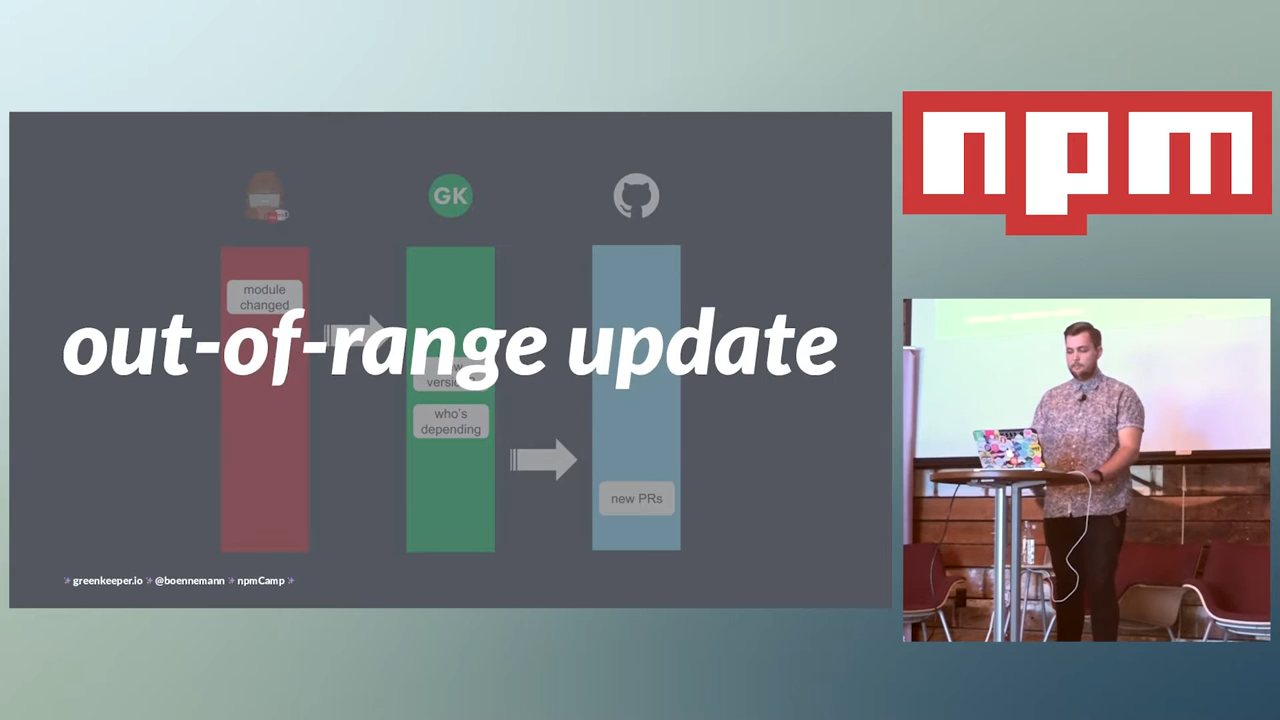 GK
module
changed
out-of-range update
who's
depending
new PRs
greenkeeper.io @boennemann npmCamp
npm